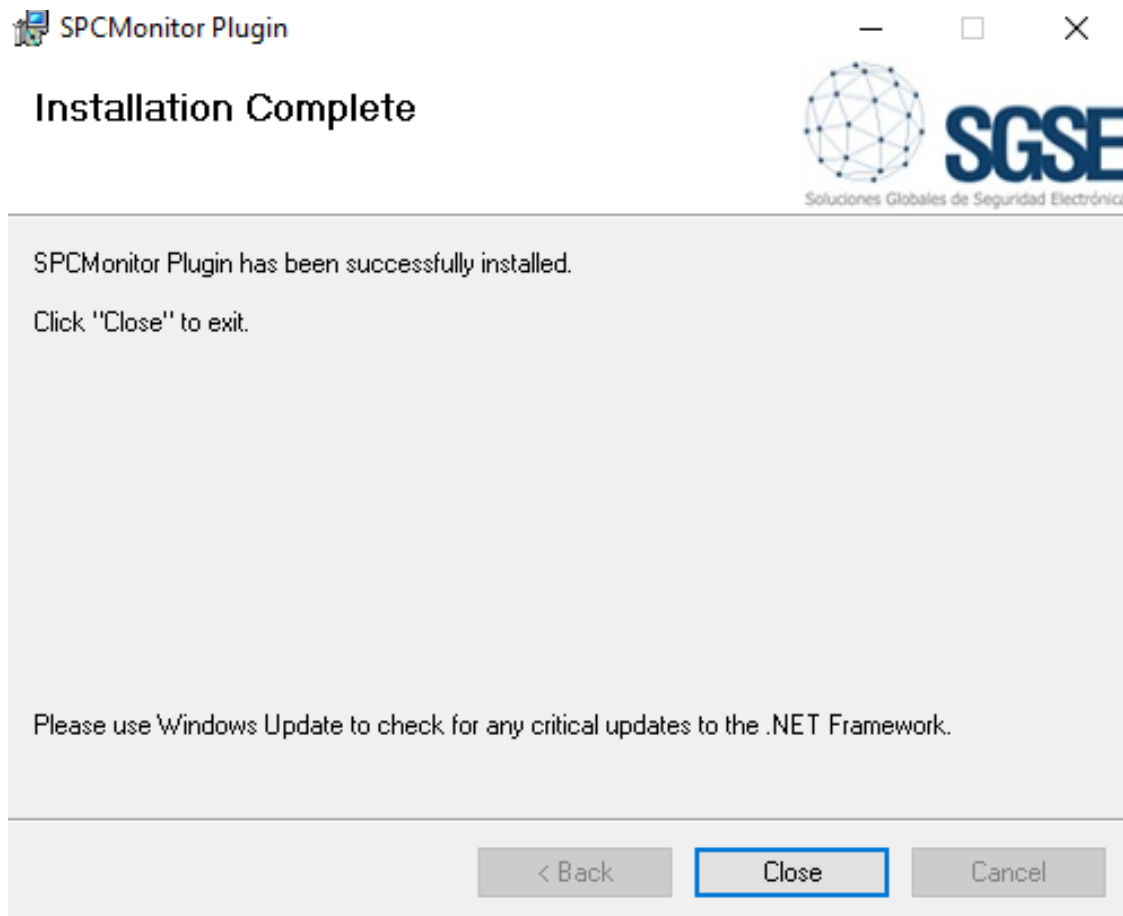 SPCMonitor Plugin
Installation Complete
SGSE
Soluciones Globales de Seguridad Electrónica
SPCMonitor Plugin has been successfully installed.
Click "Close" to exit.
Please use Windows Update to check for any critical updates to the .NET Framework.
< Back
Close
Cancel